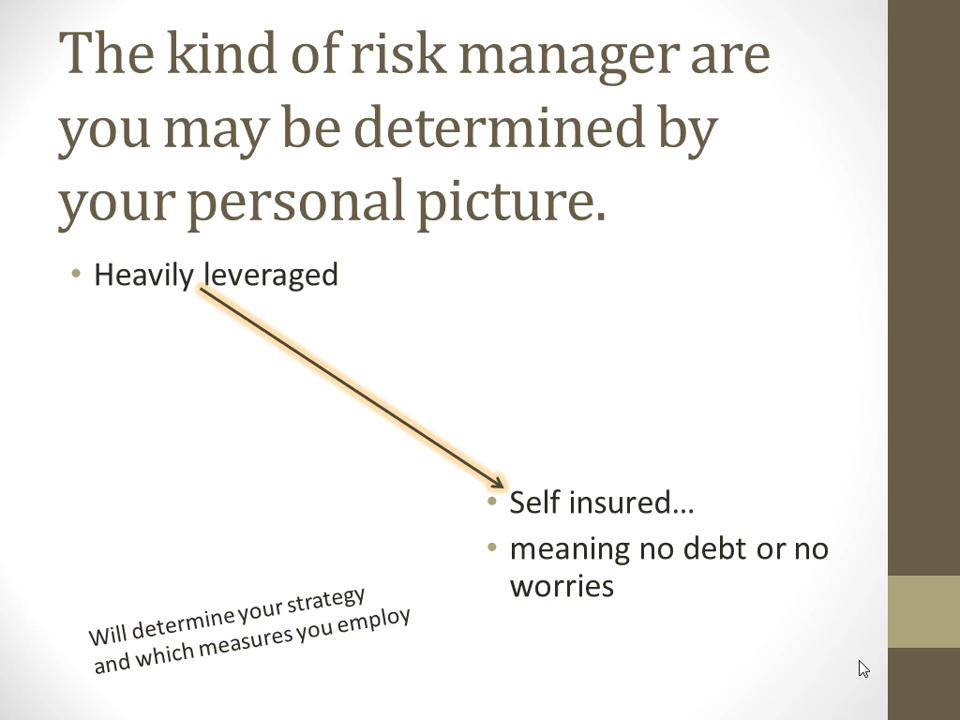 The kind of risk manager are
you may be determined by
your personal picture.
• Heavily leveraged
• Self insured…
• meaning no debt or no
worries
Will determine your strategy
and which measures you employ